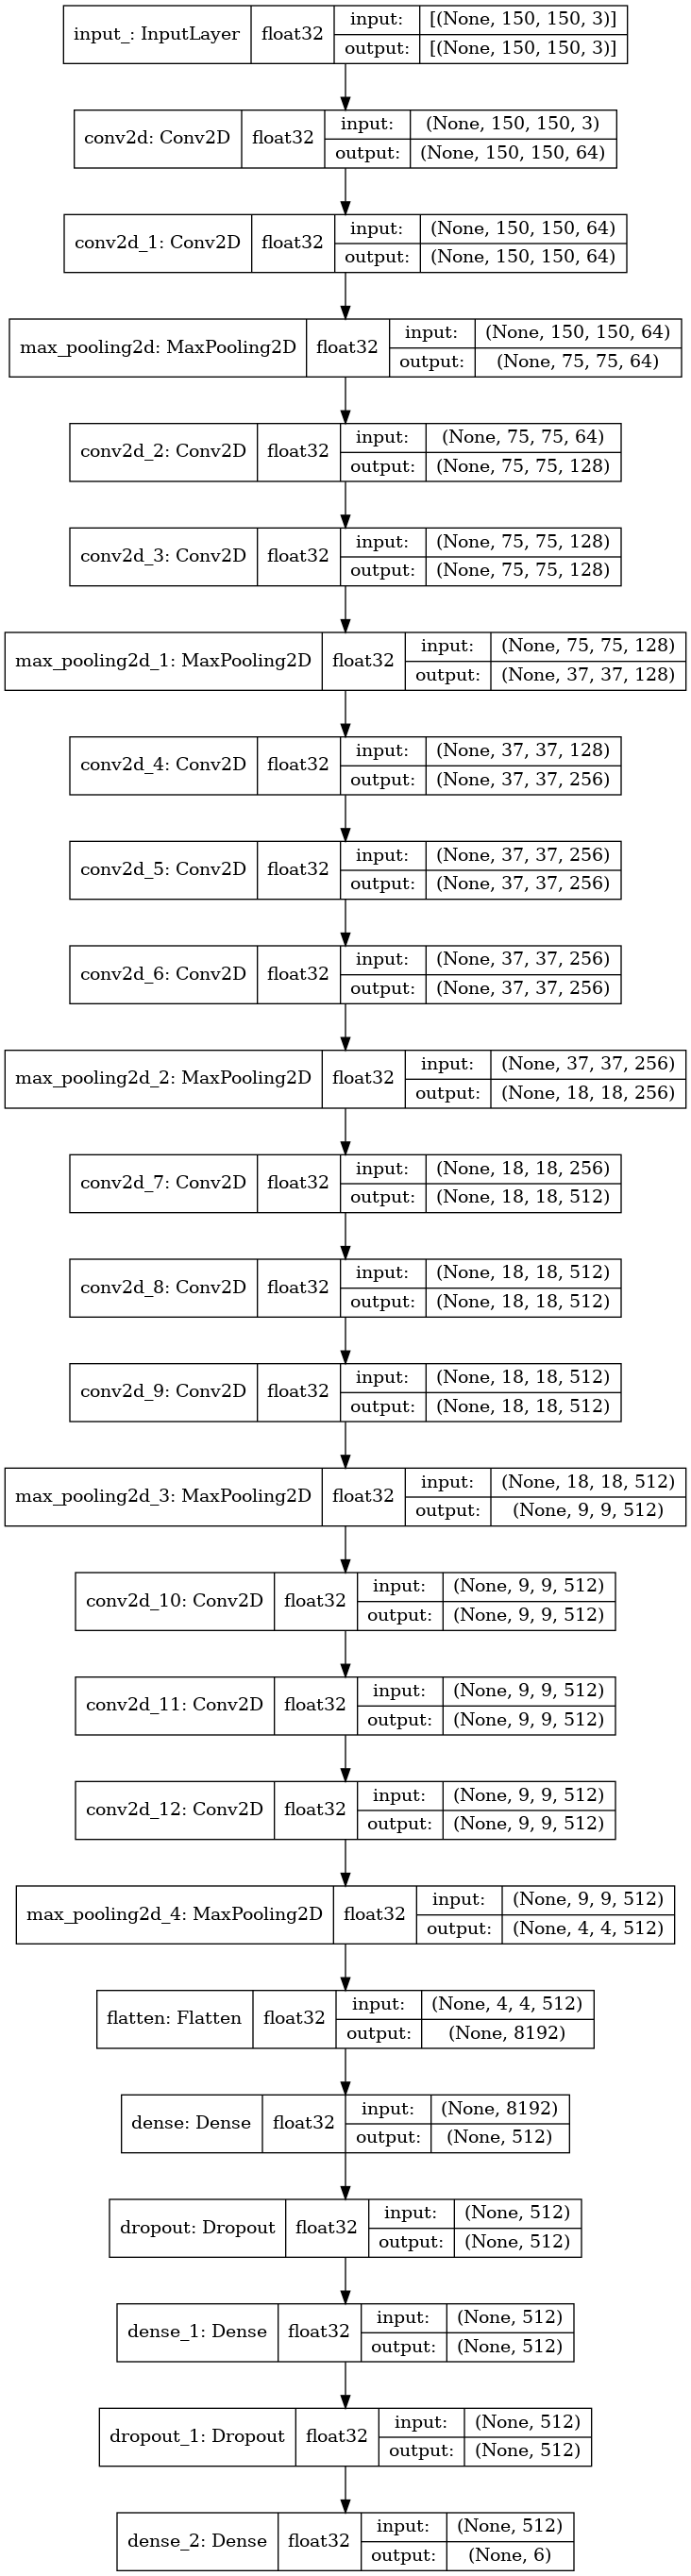 input_: InputLayer float32 input: [(None, 150, 150, 3)]
output: [(None, 150, 150, 3)]
conv2d: Conv2D float32 input: (None, 150, 150, 3)
output: (None, 150, 150, 64)
conv2d_1: Conv2D float32 input: (None, 150, 150, 64)
output: (None, 150, 150, 64)
max_pooling2d: MaxPooling2D float32 input: (None, 150, 150, 64)
output: (None, 75, 75, 64)
conv2d_2: Conv2D float32 input: (None, 75, 75, 64)
output: (None, 75, 75, 128)
conv2d_3: Conv2D float32 input: (None, 75, 75, 128)
output: (None, 75, 75, 128)
max_pooling2d_1: MaxPooling2D float32 input: (None, 75, 75, 128)
output: (None, 37, 37, 128)
conv2d_4: Conv2D float32 input: (None, 37, 37, 128)
output: (None, 37, 37, 256)
conv2d_5: Conv2D float32 input: (None, 37, 37, 256)
output: (None, 37, 37, 256)
conv2d_6: Conv2D float32 input: (None, 37, 37, 256)
output: (None, 37, 37, 256)
max_pooling2d_2: MaxPooling2D float32 input: (None, 37, 37, 256)
output: (None, 18, 18, 256)
conv2d_7: Conv2D float32 input: (None, 18, 18, 256)
output: (None, 18, 18, 512)
conv2d_8: Conv2D float32 input: (None, 18, 18, 512)
output: (None, 18, 18, 512)
conv2d_9: Conv2D float32 input: (None, 18, 18, 512)
output: (None, 18, 18, 512)
max_pooling2d_3: MaxPooling2D float32 input: (None, 18, 18, 512)
output: (None, 9, 9, 512)
conv2d_10: Conv2D float32 input: (None, 9, 9, 512)
output: (None, 9, 9, 512)
conv2d_11: Conv2D float32 input: (None, 9, 9, 512)
output: (None, 9, 9, 512)
conv2d_12: Conv2D float32 input: (None, 9, 9, 512)
output: (None, 9, 9, 512)
max_pooling2d_4: MaxPooling2D float32 input: (None, 9, 9, 512)
output: (None, 4, 4, 512)
flatten: Flatten float32 input: (None, 4, 4, 512)
output: (None, 8192)
dense: Dense float32 input: (None, 8192)
output: (None, 512)
dropout: Dropout float32 input: (None, 512)
output: (None, 512)
dense_1: Dense float32 input: (None, 512)
output: (None, 512)
dropout_1: Dropout float32 input: (None, 512)
output: (None, 512)
dense_2: Dense float32 input: (None, 512)
output: (None, 6)